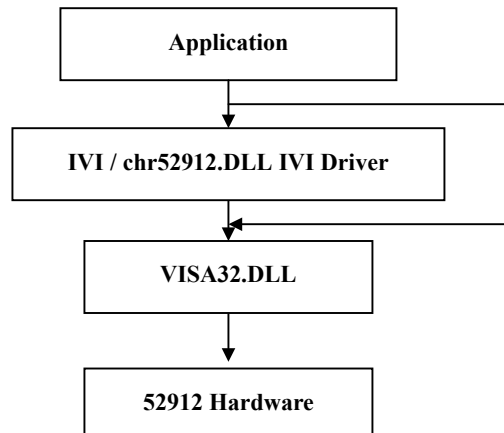 Application
IVI / chr52912.DLL IVI Driver
VISA32.DLL
52912 Hardware